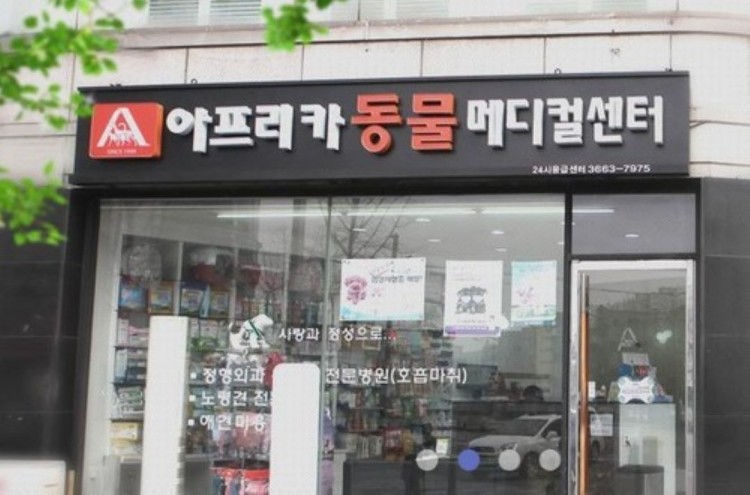 아프리카동물메디컬센터
24시응급센터 3663-7975
사랑과 정성으로...
정형외과 전문병원(호흡마취)
노령견 전
애견미용